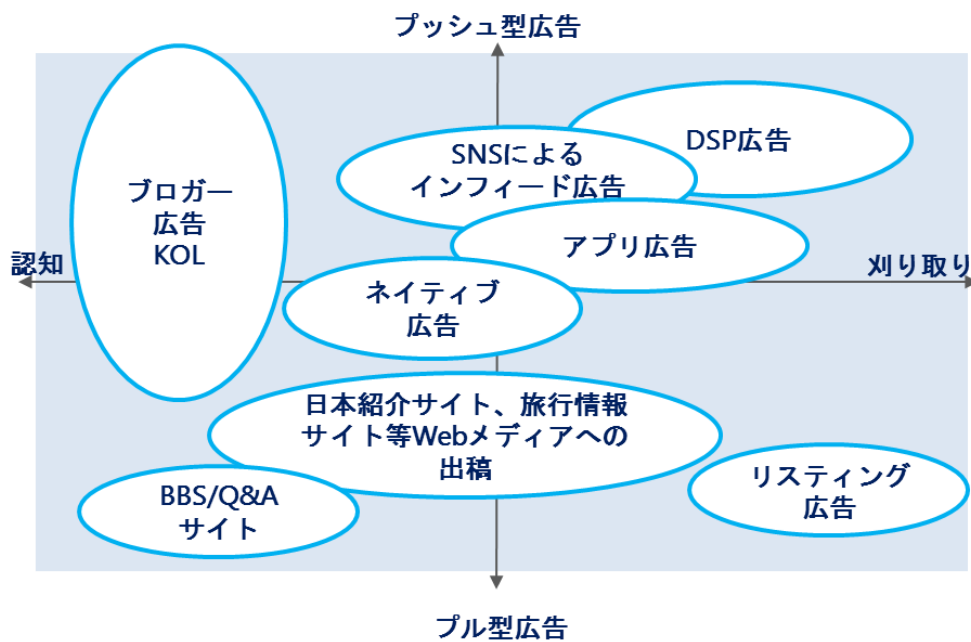 プッシュ型広告
DSP広告
SNSによる
インフィード広告
ブロガー
広告
KOL
アプリ広告
認知
刈り取り
ネイティブ
広告
日本紹介サイト、旅行情報
サイト等Webメディアへの
出稿
リスティング
広告
BBS/Q&A
サイト
プル型広告